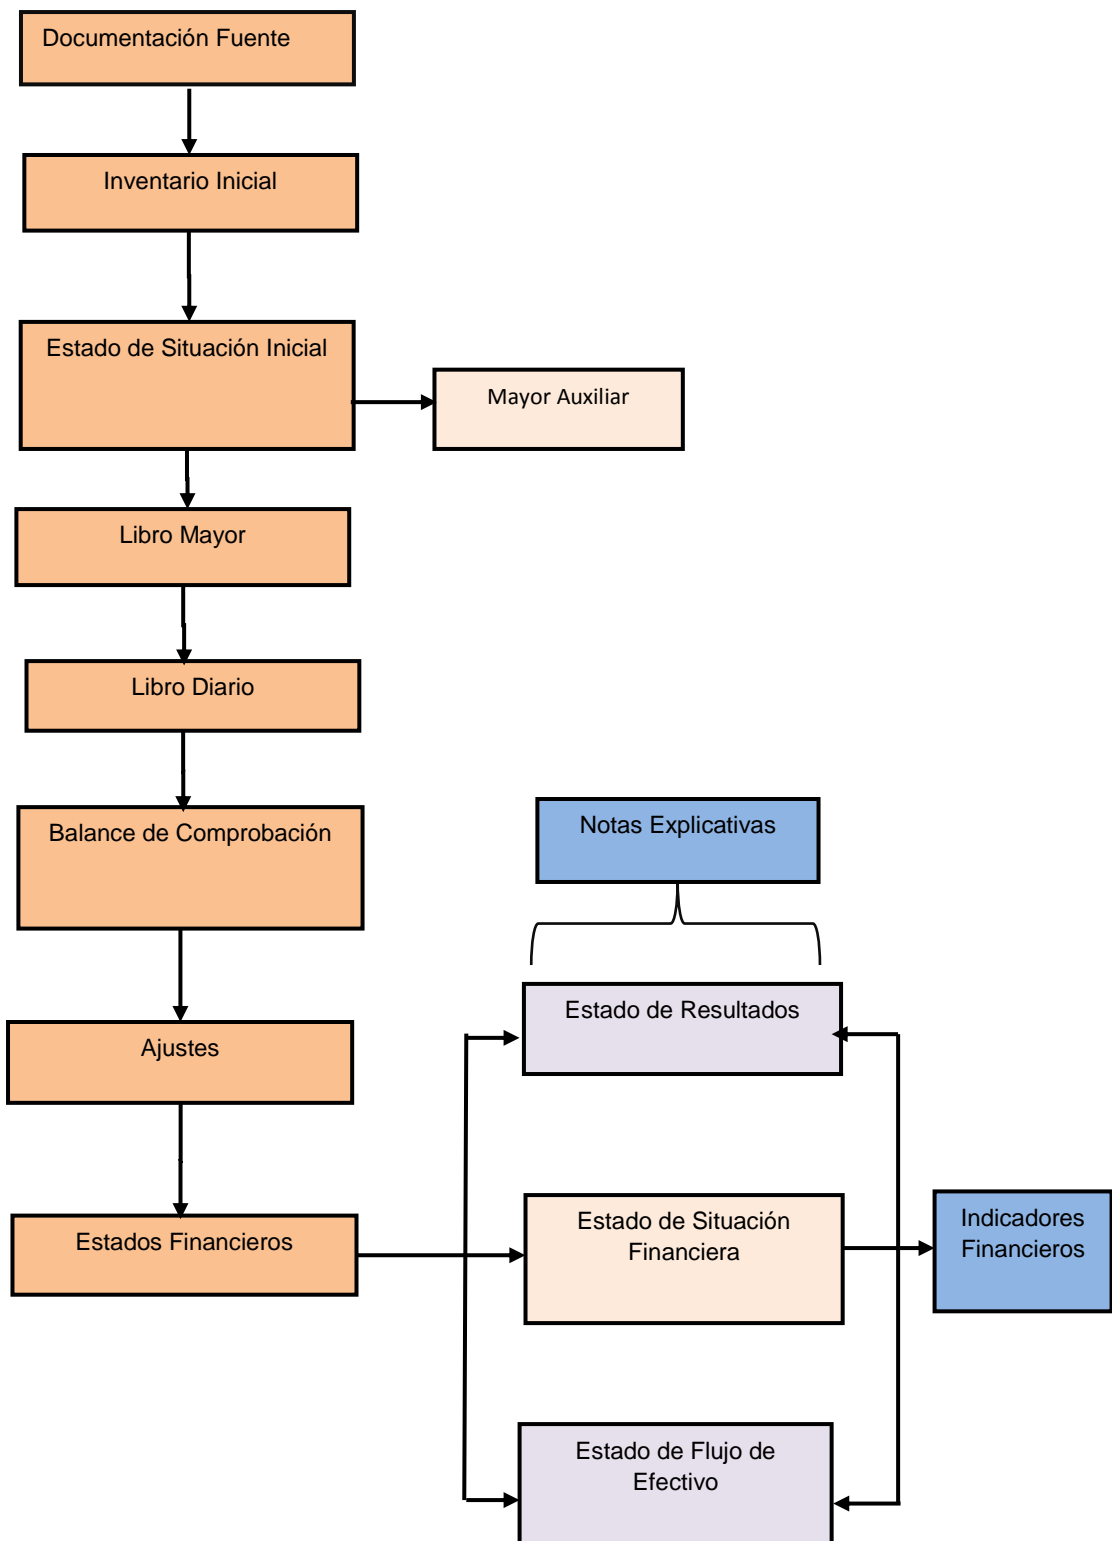 Documentación Fuente
Inventario Inicial
Estado de Situación Inicial
Mayor Auxiliar
Libro Mayor
Libro Diario
Balance de Comprobación
Notas Explicativas
Estado de Resultados
Ajustes
Estados Financieros
Estado de Situación
Financiera
Indicadores
Financieros
Estado de Flujo de
Efectivo